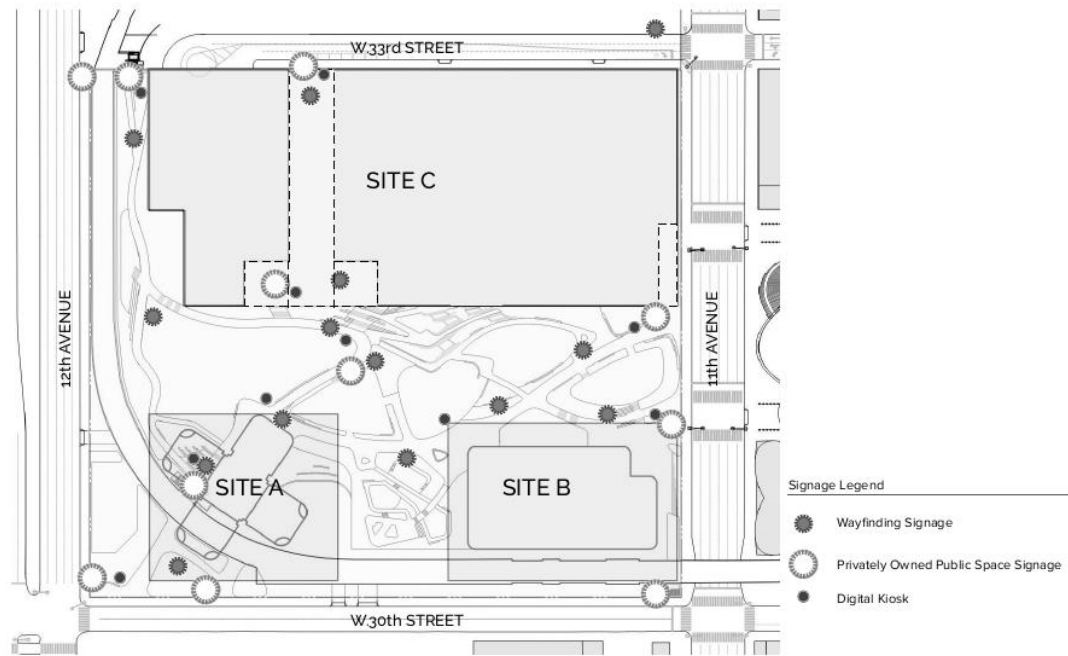 W.33rd STREET
SITE C
12th AVENUE
11th AVENUE
SITE A
SITE B
W.30th STREET
Signage Legend
Wayfinding Signage
Privately Owned Public Space Signage
Digital Kiosk